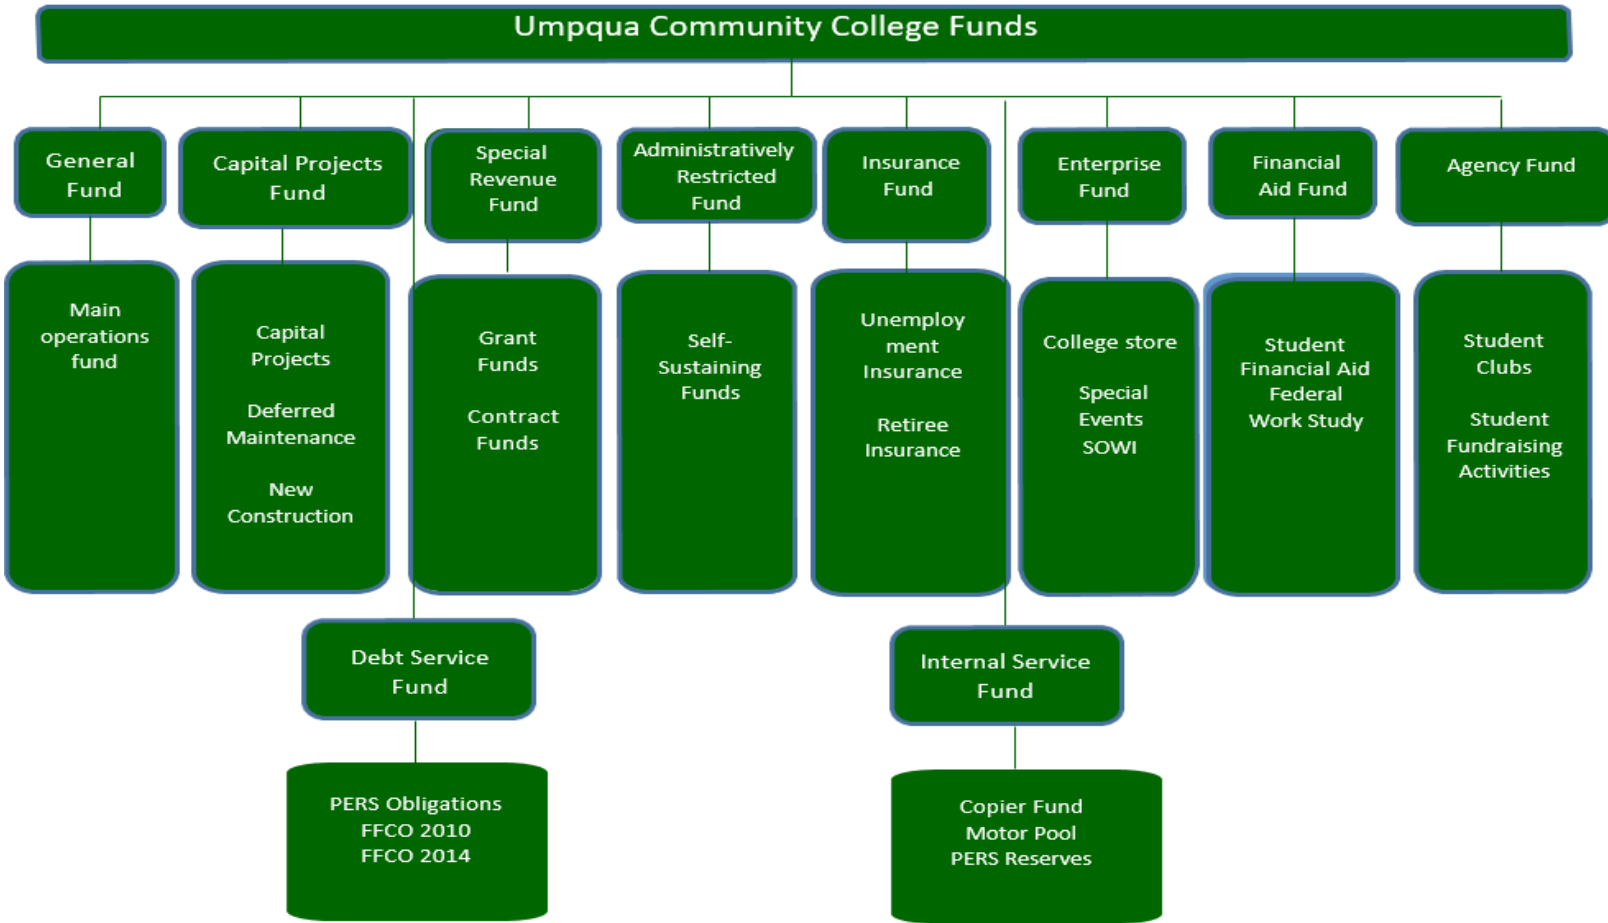 Umpqua Community College Funds
General
Fund
Capital Projects
Fund
Special
Revenue
Fund
Administratively
Restricted
Fund
Insurance
Fund
Enterprise
Fund
Financial
Aid Fund
Agency Fund
Main
operations
fund
Capital
Projects
Deferred
Maintenance
New
Construction
Grant
Funds
Contract
Funds
Self-
Sustaining
Funds
Unemploy
ment
Insurance
Retiree
Insurance
College store
Special
Events
SOWI
Student
Financial Aid
Federal
Work Study
Student
Clubs
Student
Fundraising
Activities
Debt Service
Fund
Internal Service
Fund
PERS Obligations
FFCO 2010
FFCO 2014
Copier Fund
Motor Pool
PERS Reserves